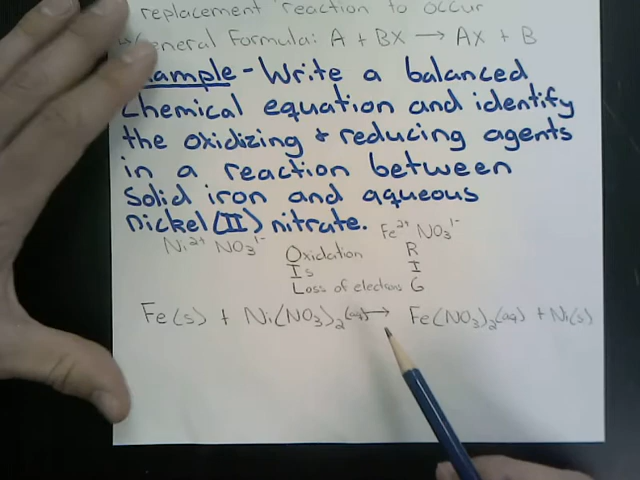 replacement reaction to occur
General Formula: A + BX → AX + B
ample - Write a balanced
chemical equation and identify
the oxidizing + reducing agents
in a reaction between
solid iron and aqueous
nickel (II) nitrate.
Ni²⁺ NO₃¹⁻ Fe²⁺ NO₃¹⁻
Oxidation R
Is I
Loss of electrons G
Fe(s) + Ni(NO₃)₂(aq) → Fe(NO₃)₂(aq) + Ni(s)